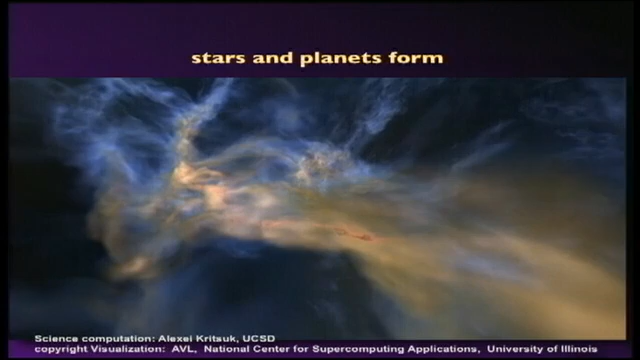 stars and planets form
Science computation: Alexei Kritsuk, UCSD
copyright Visualization: AVL, National Center for Supercomputing Applications, University of Illinois